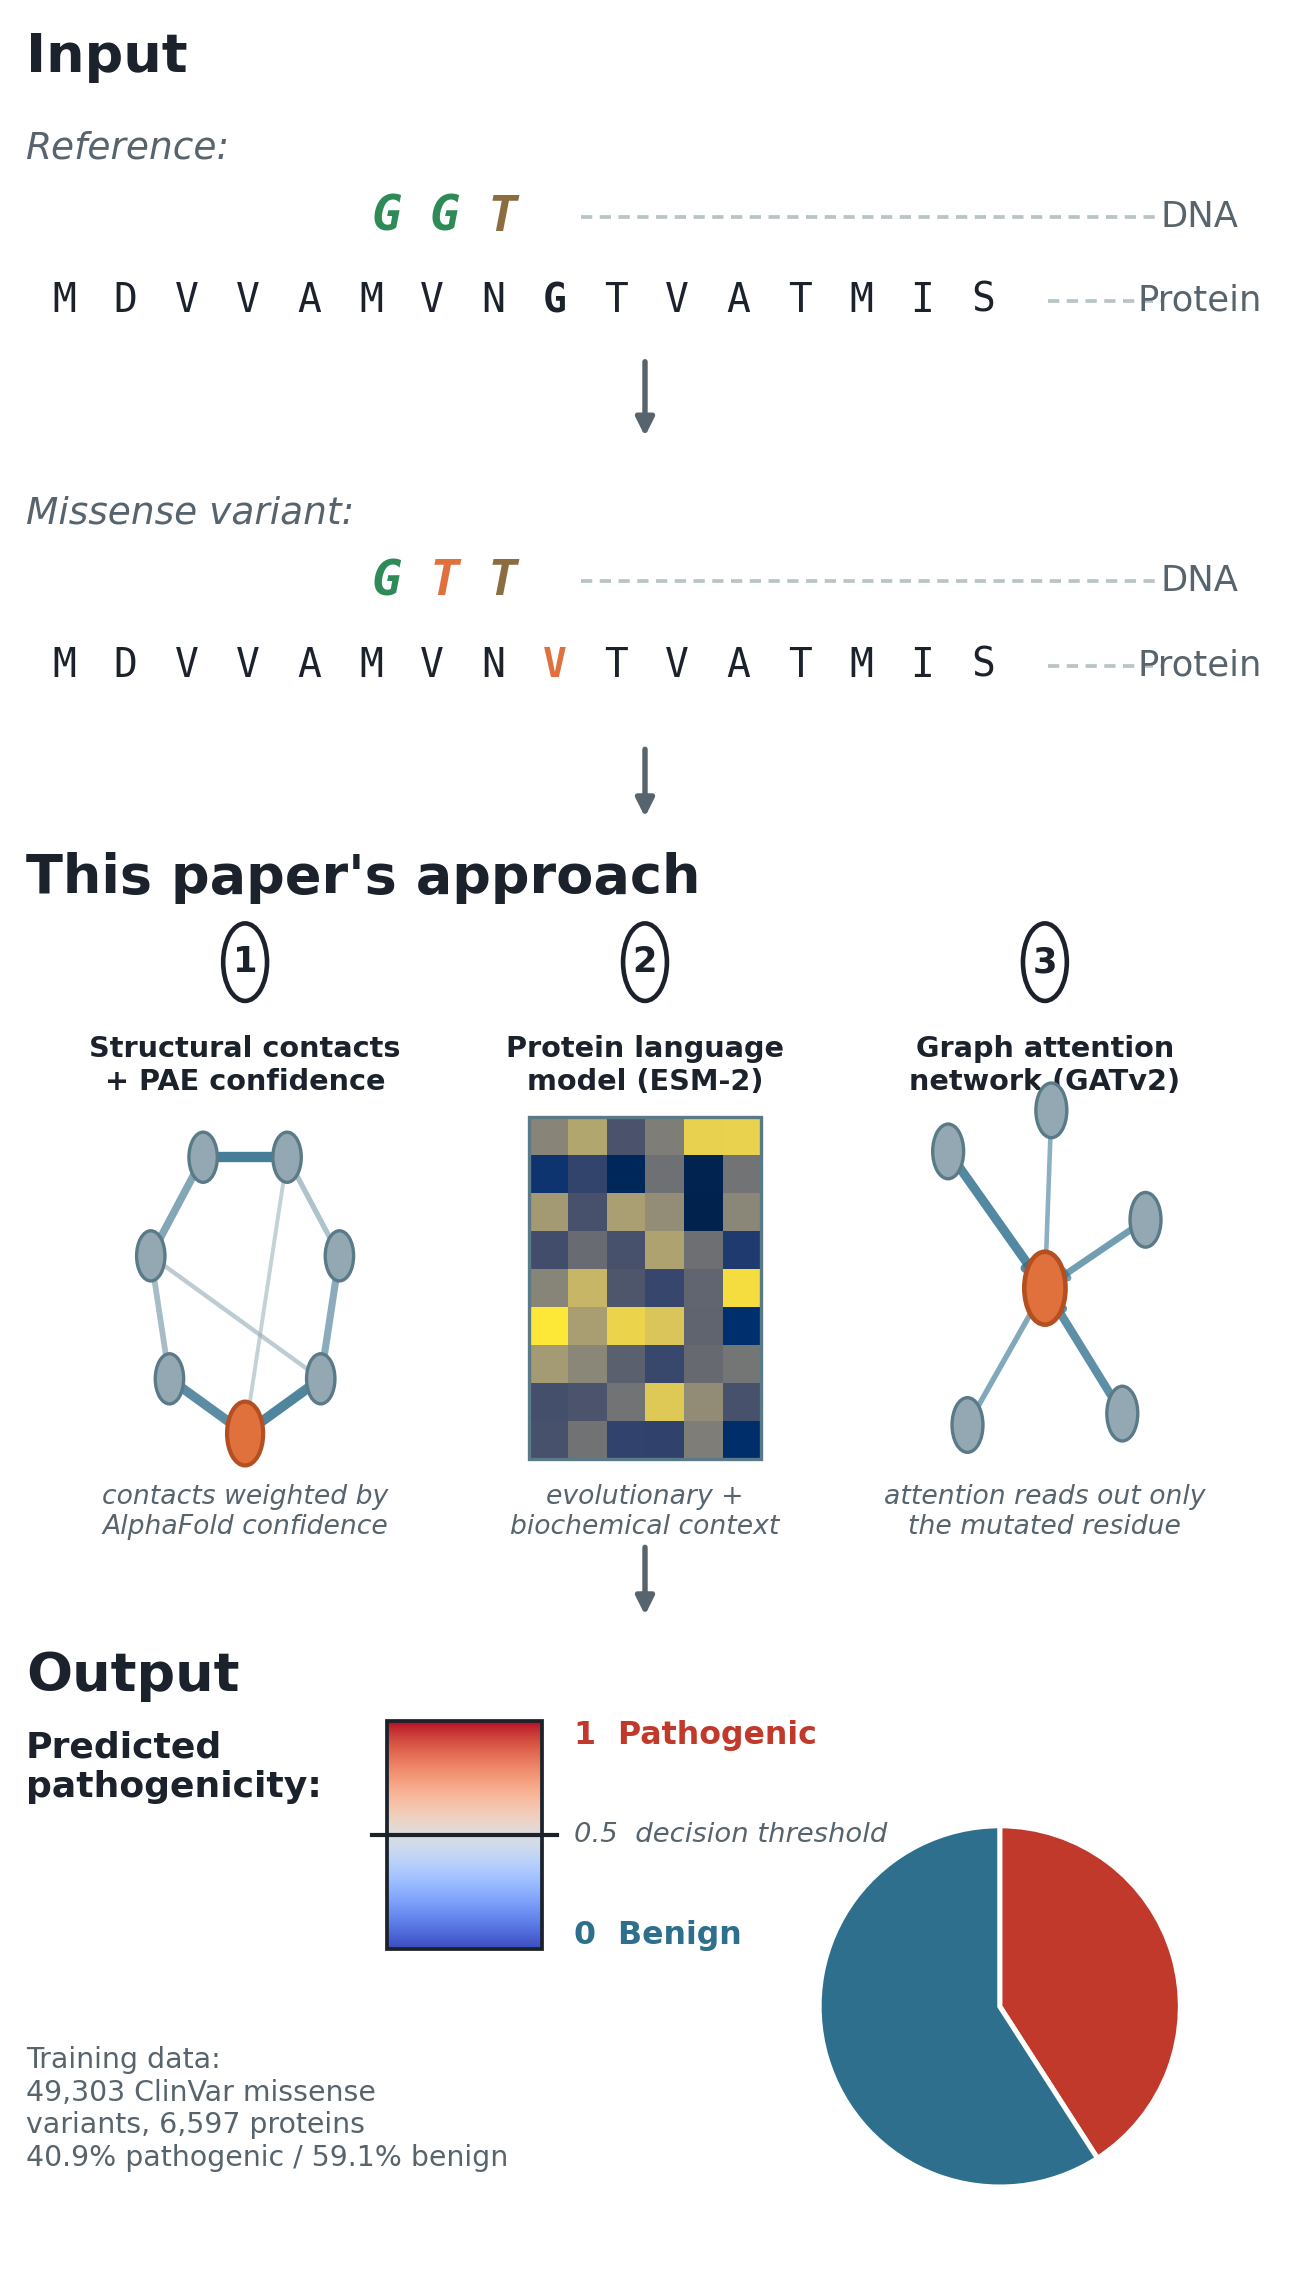 Input
Reference:
G G T DNA
M D V V A M V N G T V A T M I S Protein
Missense variant:
G T T DNA
M D V V A M V N V T V A T M I S Protein
This paper's approach
1 2 3
Structural contacts
+ PAE confidence
Protein language
model (ESM-2)
Graph attention
network (GATv2)
contacts weighted by
AlphaFold confidence
evolutionary +
biochemical context
attention reads out only
the mutated residue
Output
Predicted
pathogenicity:
1 Pathogenic
0.5 decision threshold
0 Benign
Training data:
49,303 ClinVar missense
variants, 6,597 proteins
40.9% pathogenic / 59.1% benign